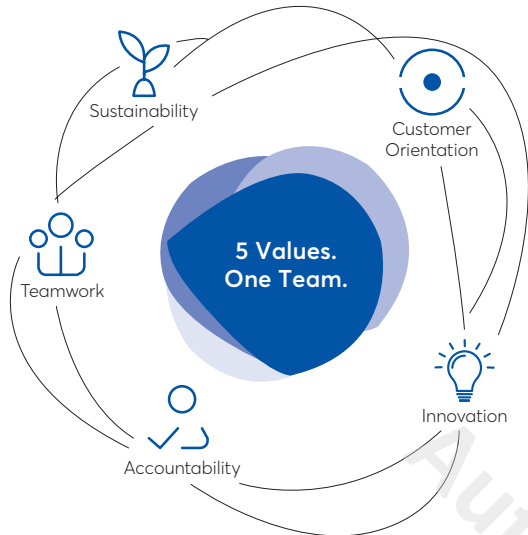 Sustainability
Customer
Orientation
5 Values.
One Team.
Teamwork
Innovation
Accountability